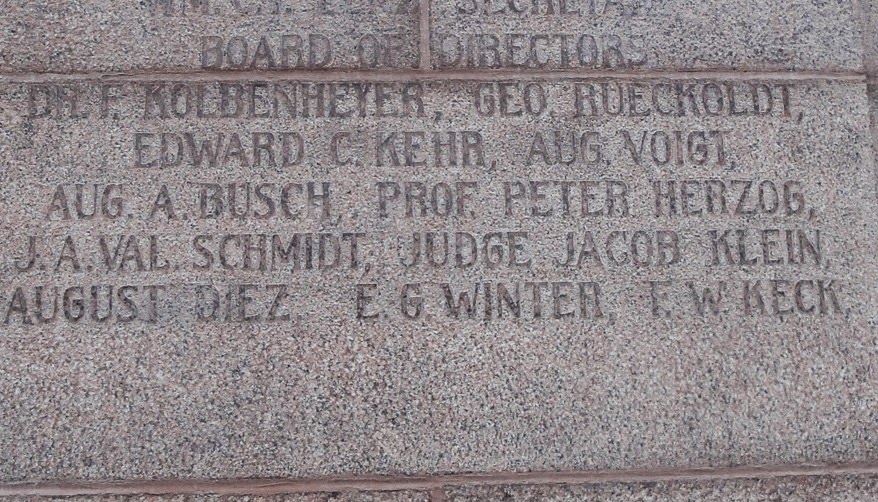 BOARD OF DIRECTORS
DR. F. KOLBENHEYER, GEO. RUECKOLDT,
EDWARD C. KEHR, AUG. VOIGT,
AUG. A. BUSCH, PROF. PETER HERZOG,
J. A. VAL. SCHMIDT, JUDGE JACOB KLEIN,
AUGUST DIEZ. E. G. WINTER, F. W. KECK.